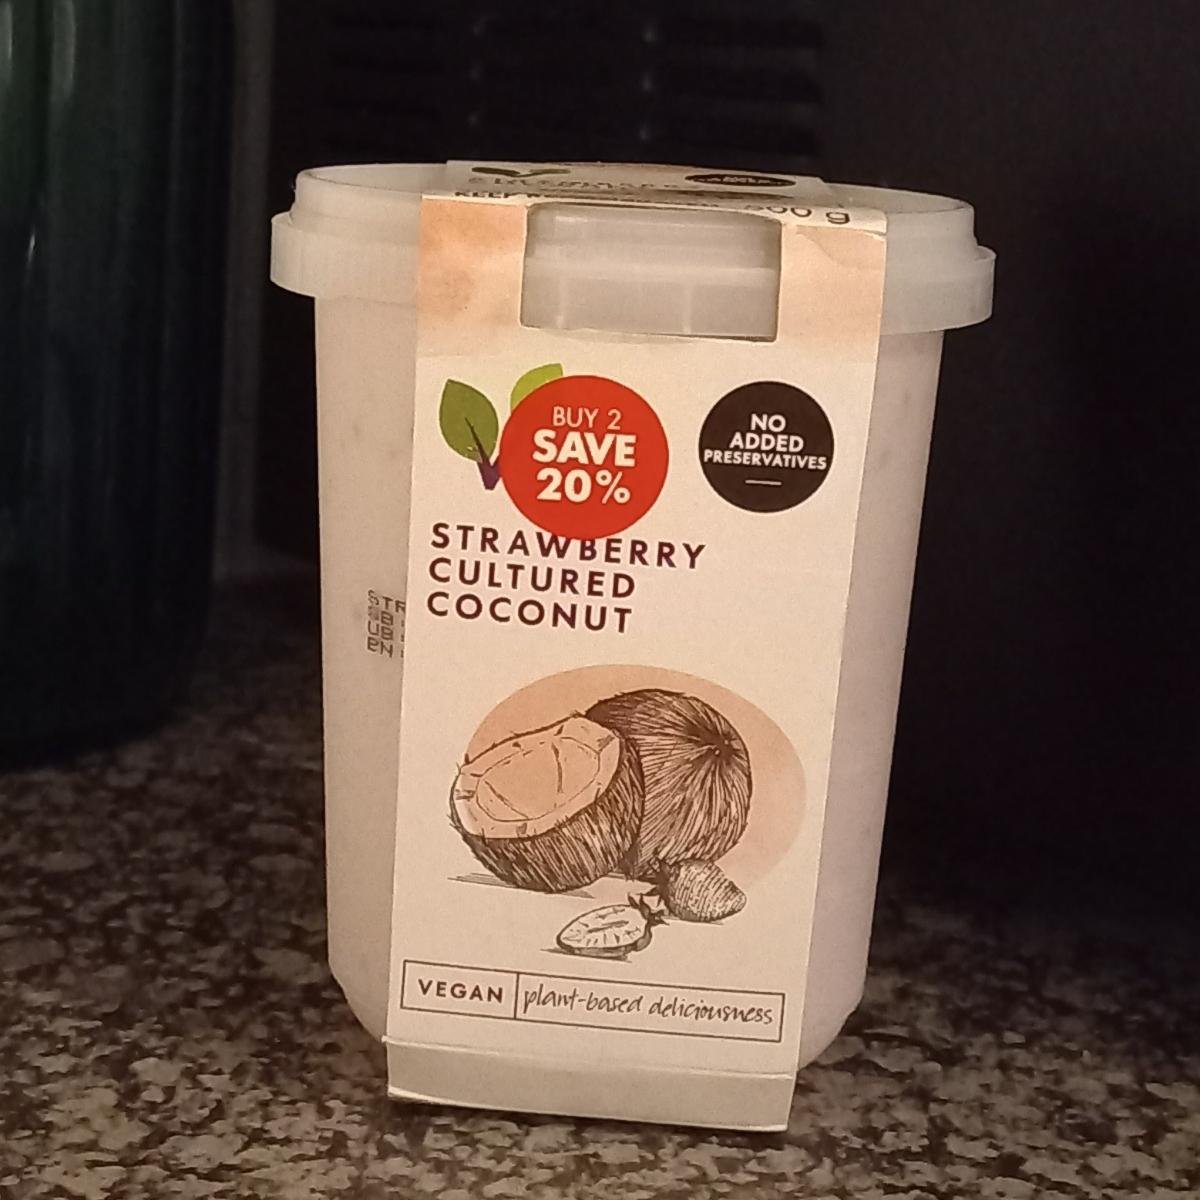 BUY 2
SAVE
20%
NO
ADDED
PRESERVATIVES
STRAWBERRY
CULTURED
COCONUT
VEGAN
plant-based deliciousness